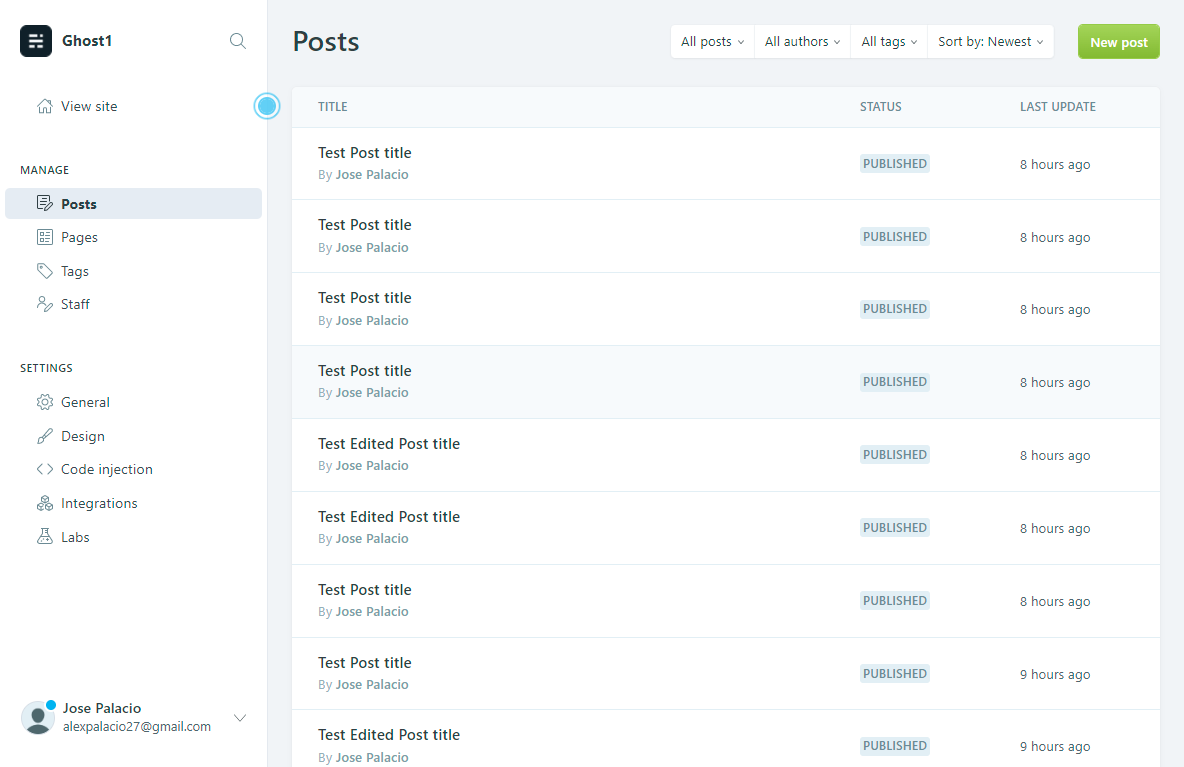 Ghost1
View site
MANAGE
Posts
Pages
Tags
Staff
SETTINGS
General
Design
Code injection
Integrations
Labs
Jose Palacio
alexpalacio27@gmail.com
Posts
All posts
All authors
All tags
Sort by: Newest
New post
TITLE STATUS LAST UPDATE
Test Post title
By Jose Palacio
PUBLISHED
8 hours ago
Test Post title
By Jose Palacio
PUBLISHED
8 hours ago
Test Post title
By Jose Palacio
PUBLISHED
8 hours ago
Test Post title
By Jose Palacio
PUBLISHED
8 hours ago
Test Edited Post title
By Jose Palacio
PUBLISHED
8 hours ago
Test Edited Post title
By Jose Palacio
PUBLISHED
8 hours ago
Test Post title
By Jose Palacio
PUBLISHED
8 hours ago
Test Post title
By Jose Palacio
PUBLISHED
9 hours ago
Test Edited Post title
By Jose Palacio
PUBLISHED
9 hours ago